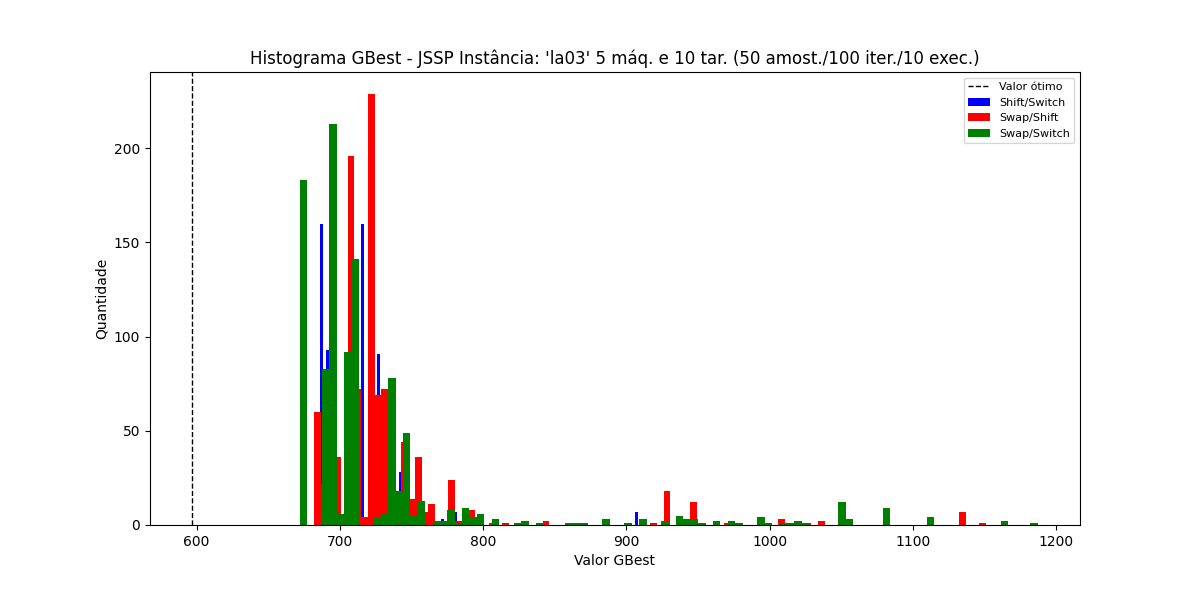 Histograma GBest - JSSP Instância: 'la03' 5 máq. e 10 tar. (50 amost./100 iter./10 exec.)
Valor ótimo
Shift/Switch
Swap/Shift
Swap/Switch
Quantidade
200
150
100
50
0
600 700 800 900 1000 1100 1200
Valor GBest